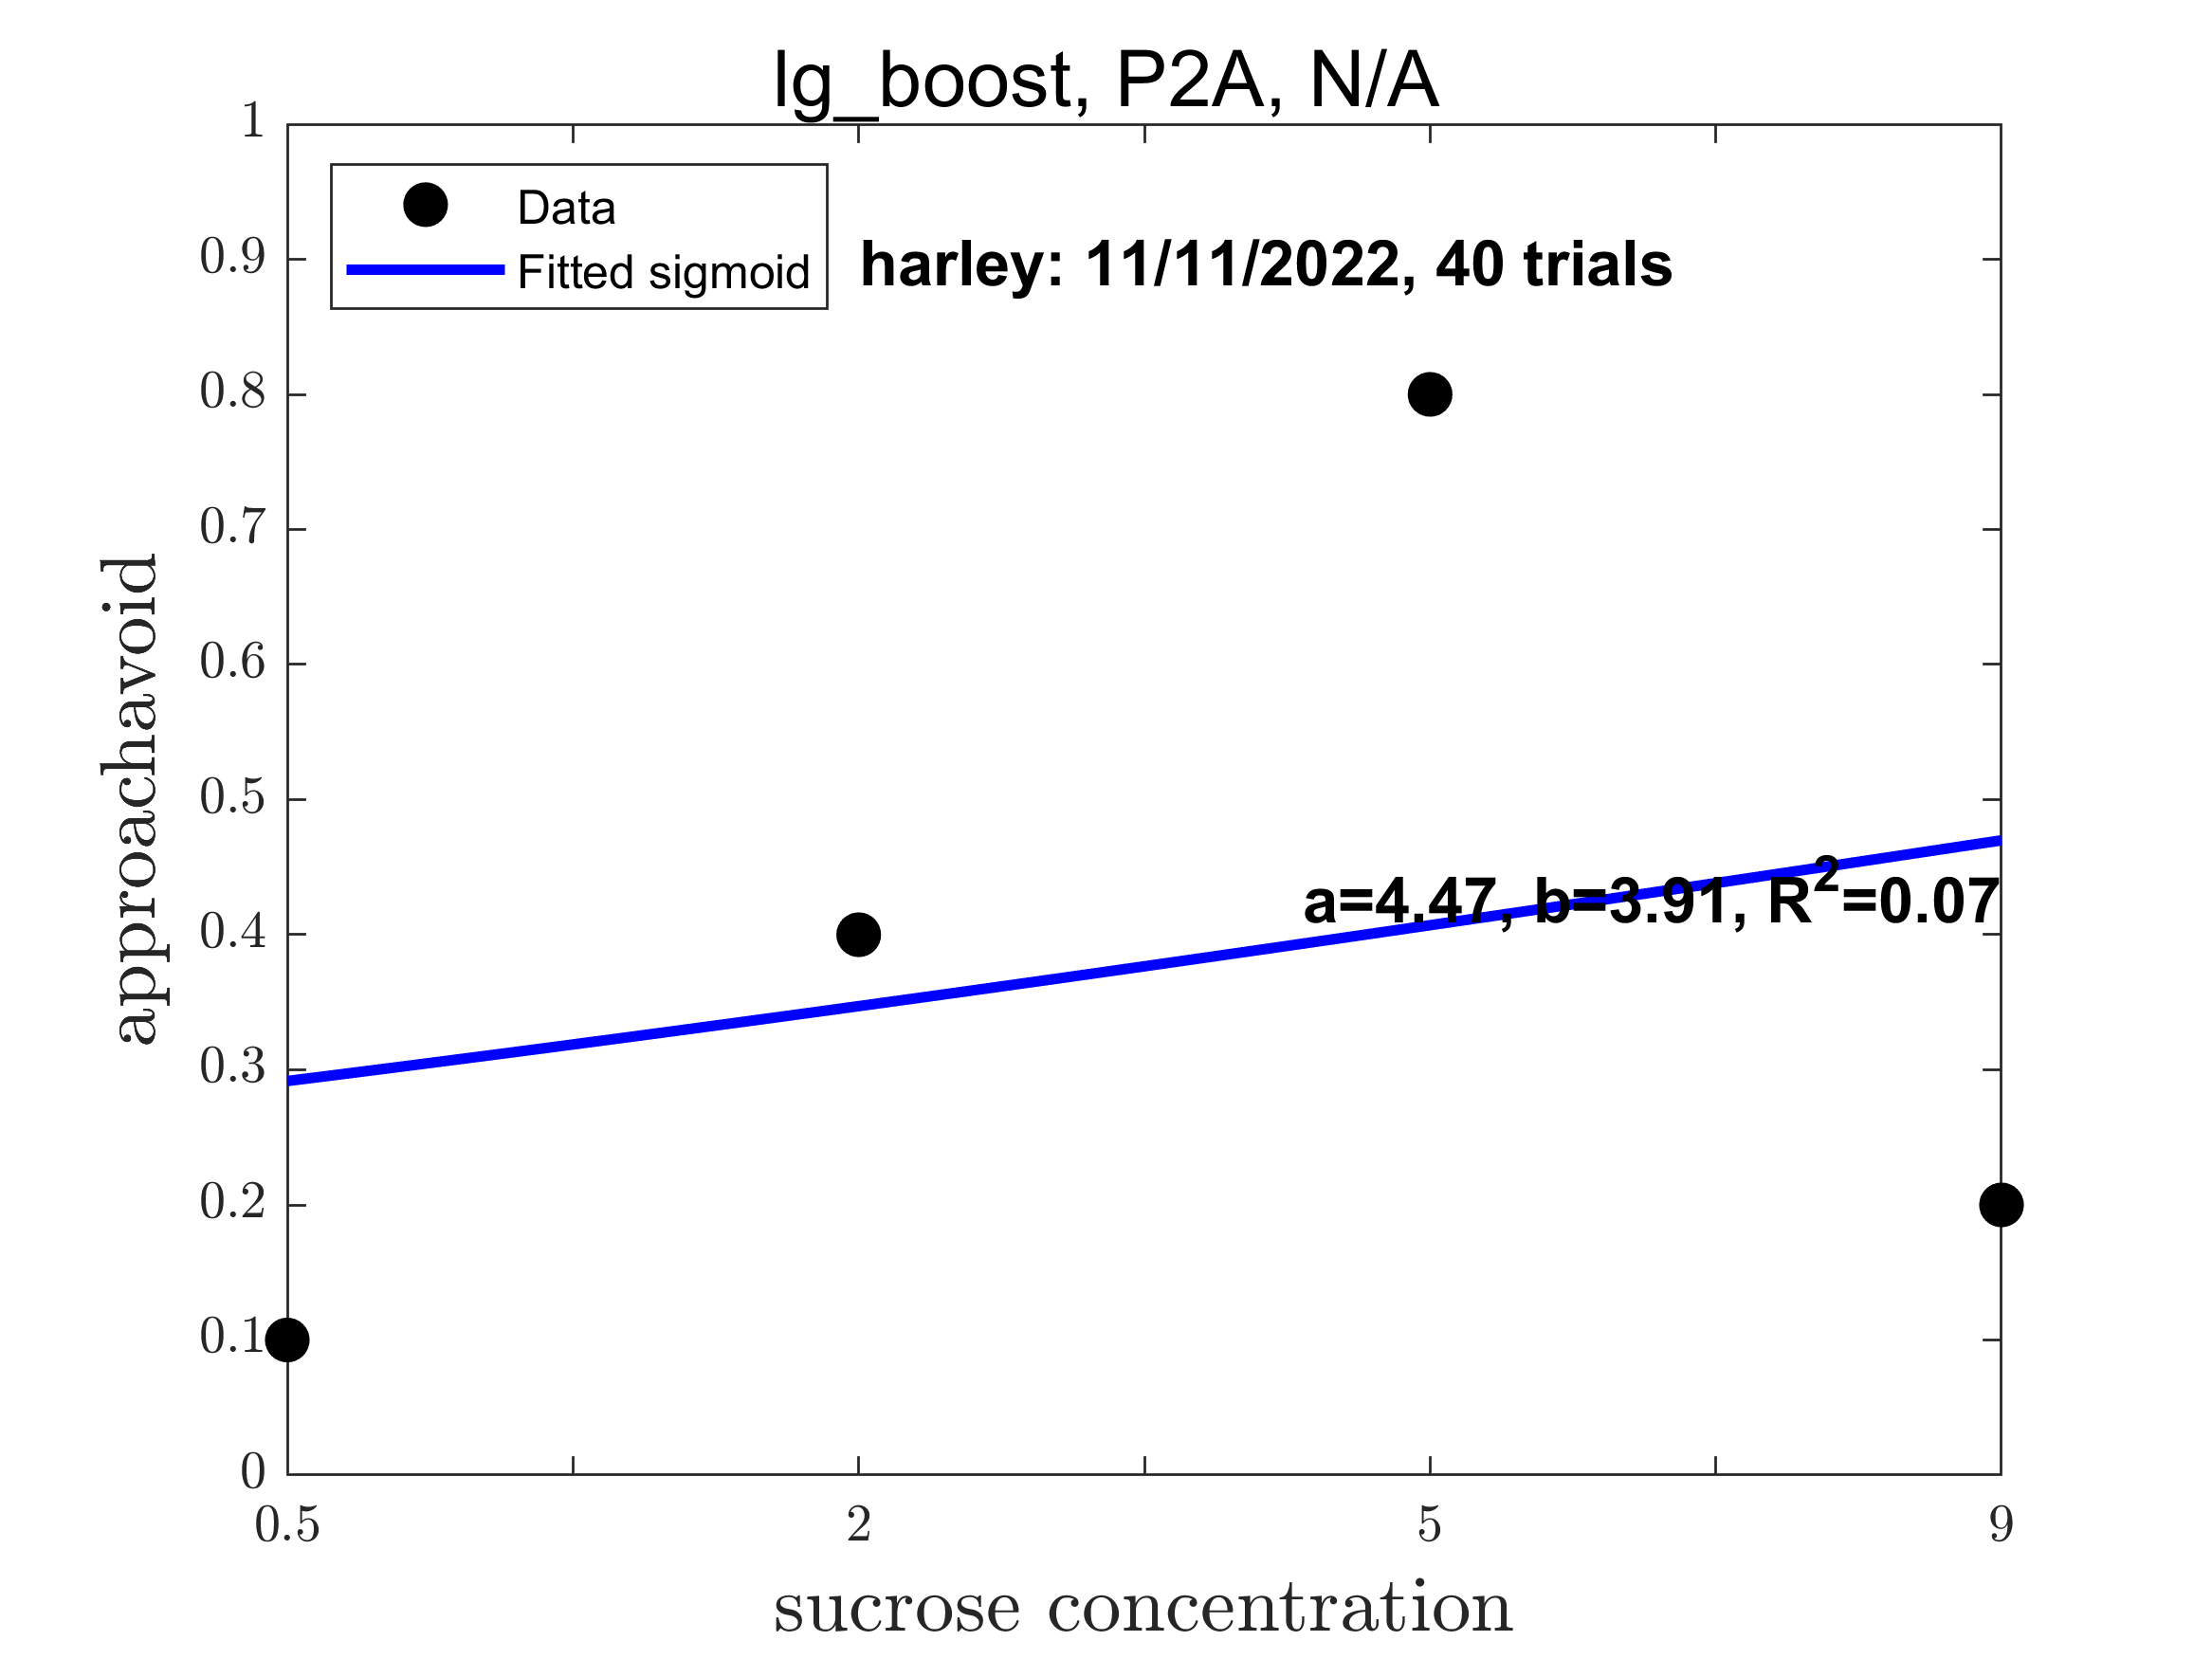 lg_boost, P2A, N/A
1
Data
Fitted sigmoid
harley: 11/11/2022, 40 trials
0.9
0.8
0.7
0.6
0.5
a=4.47, b=3.91, R²=0.07
0.4
0.3
0.2
0.1
0
0.5 2 5 9
sucrose concentration
approachavoid